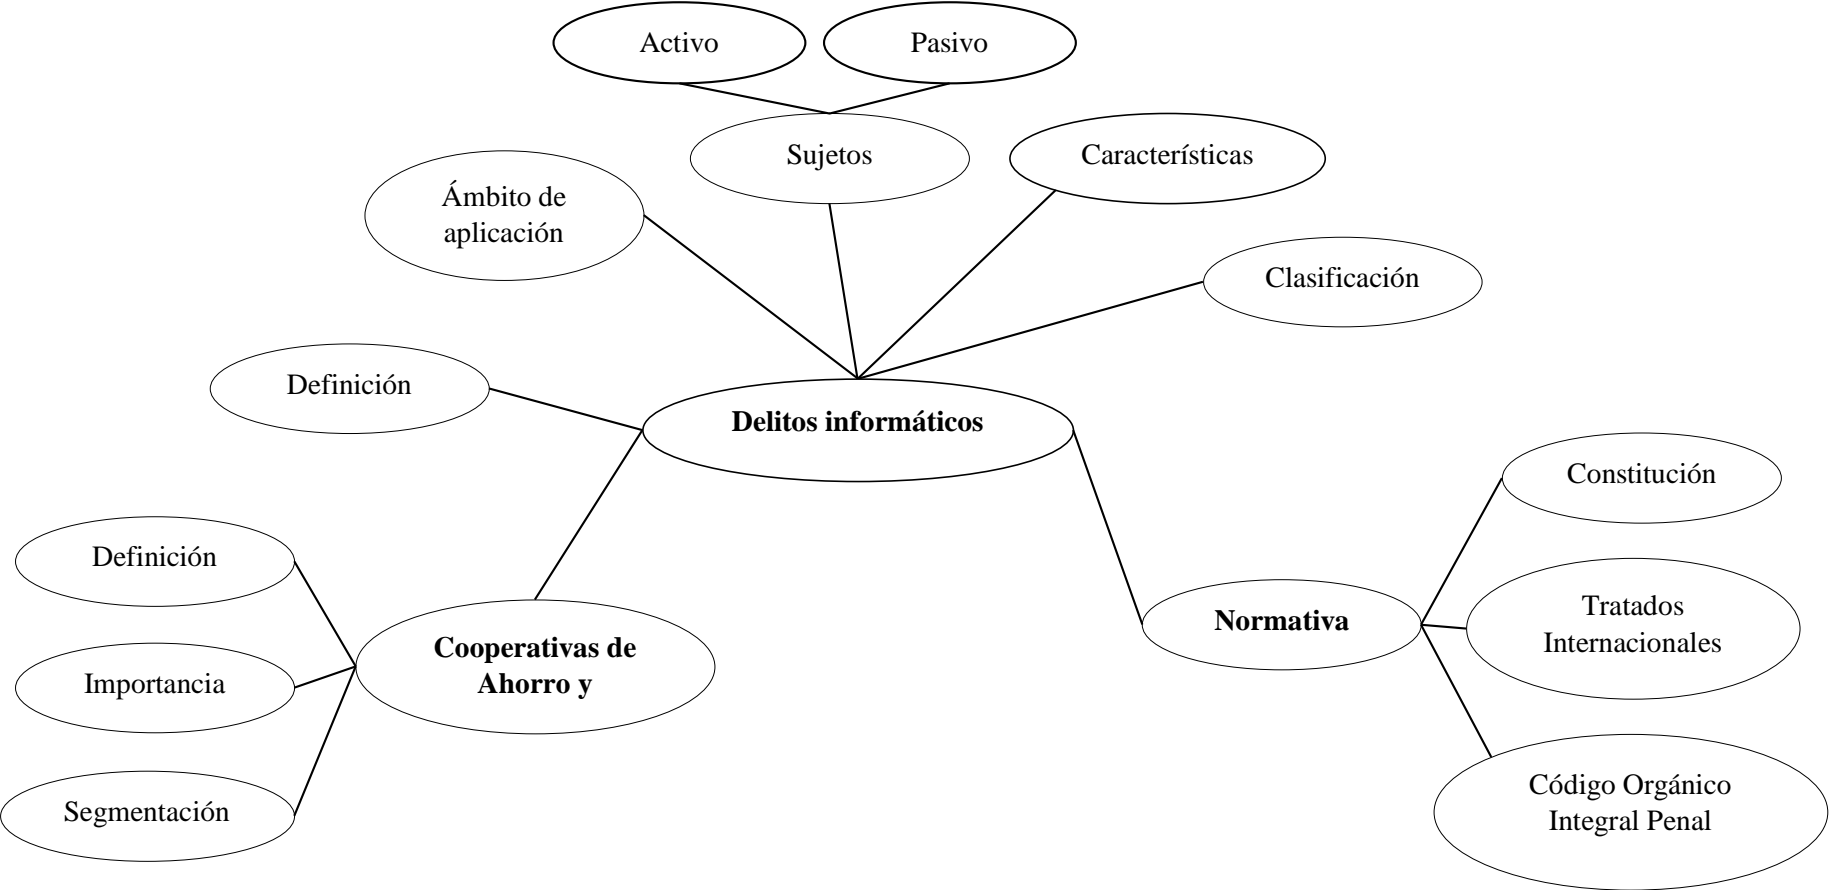 Activo
Pasivo
Sujetos
Características
Ámbito de
aplicación
Clasificación
Definición
Delitos informáticos
Constitución
Definición
Tratados
Internacionales
Normativa
Cooperativas de
Ahorro y
Importancia
Código Orgánico
Integral Penal
Segmentación